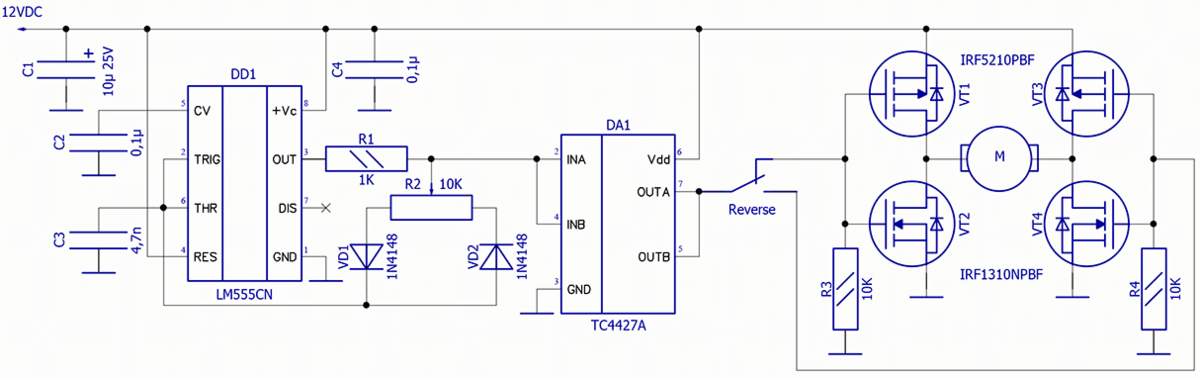 12VDC
C1
+
10µ 25V
C2
0,1µ
C3
4,7n
DD1
5
CV
+Vc
8
2
TRIG
OUT
3
6
THR
DIS
7
4
RES
GND
1
LM555CN
C4
0,1µ
R1
1K
R2
10K
VD1
1N4148
VD2
1N4148
DA1
2
INA
Vdd
6
OUTA
7
4
INB
OUTB
5
3
GND
TC4427A
Reverse
IRF5210PBF
VT1
VT3
M
VT2
VT4
IRF1310NPBF
R3
10K
R4
10K